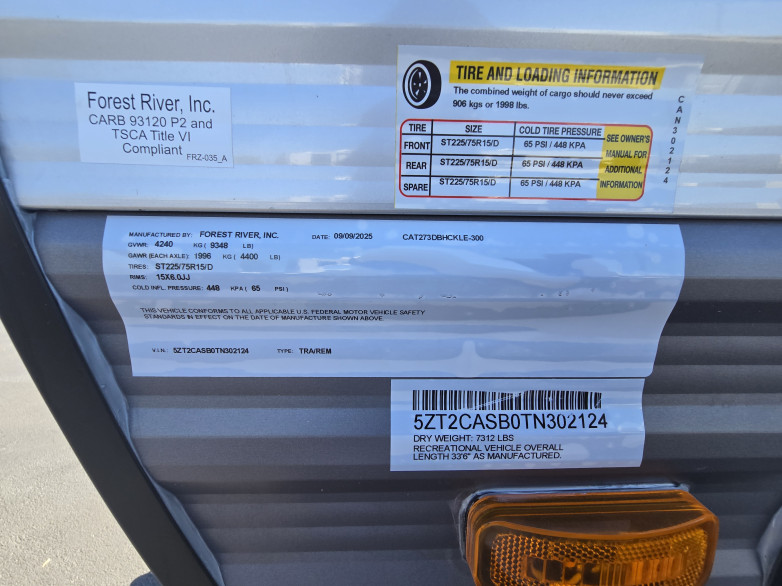 Forest River, Inc.
CARB 93120 P2 and
TSCA Title VI
Compliant
FRZ-035_A
TIRE AND LOADING INFORMATION
The combined weight of cargo should never exceed
906 kgs or 1998 lbs.
TIRE SIZE COLD TIRE PRESSURE SEE OWNER'S MANUAL FOR ADDITIONAL INFORMATION
FRONT ST225/75R15/D 65 PSI / 448 KPA
REAR ST225/75R15/D 65 PSI / 448 KPA
SPARE ST225/75R15/D 65 PSI / 448 KPA
CAN302124
MANUFACTURED BY: FOREST RIVER, INC. DATE: 09/09/2025 CAT273DBHCKLE-300
GVWR: 4240 KG ( 9348 LB)
GAWR (EACH AXLE): 1996 KG ( 4400 LB)
TIRES: ST225/75R15/D
RIMS: 15X6.0JJ
COLD INFL. PRESSURE: 448 KPA ( 65 PSI )
THIS VEHICLE CONFORMS TO ALL APPLICABLE U.S. FEDERAL MOTOR VEHICLE SAFETY
STANDARDS IN EFFECT ON THE DATE OF MANUFACTURE SHOWN ABOVE.
V.I.N.: 5ZT2CASB0TN302124 TYPE: TRA/REM
5ZT2CASB0TN302124
DRY WEIGHT: 7312 LBS
RECREATIONAL VEHICLE OVERALL
LENGTH 33'6" AS MANUFACTURED.